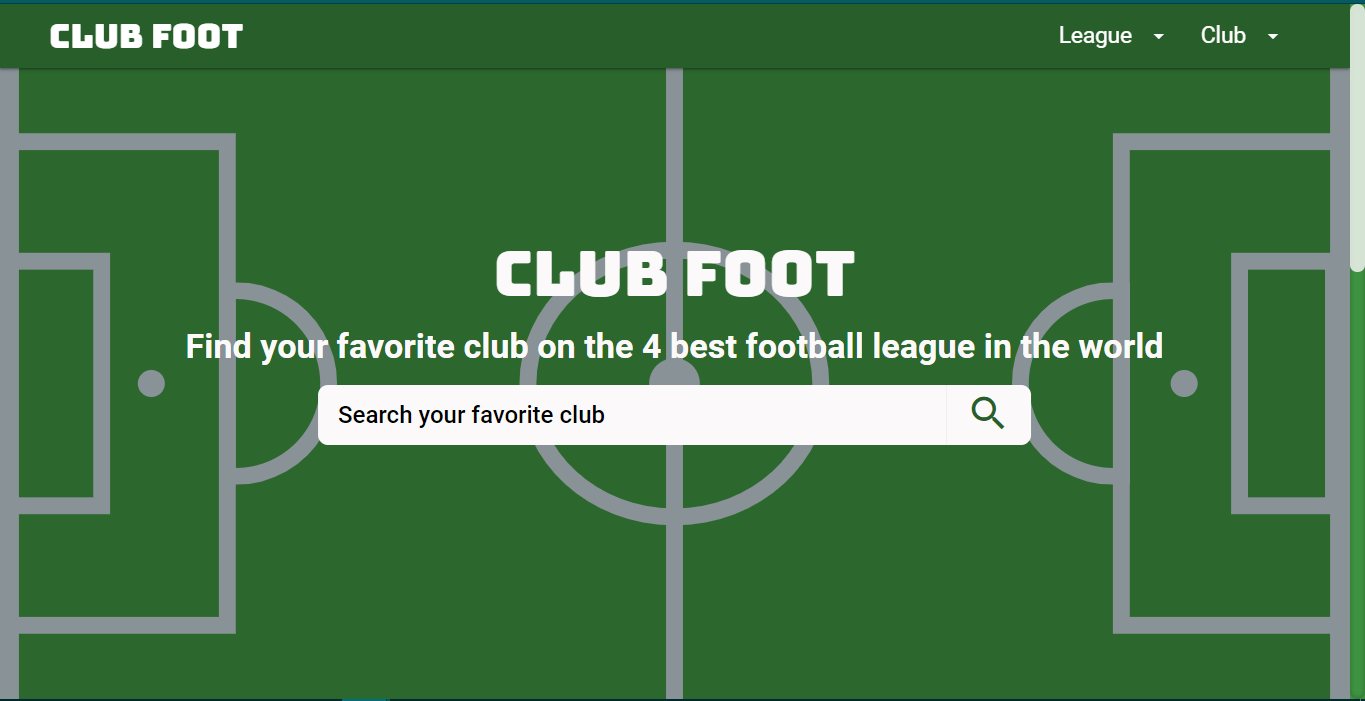 CLUB FOOT
League
Club
CLUB FOOT
Find your favorite club on the 4 best football league in the world
Search your favorite club